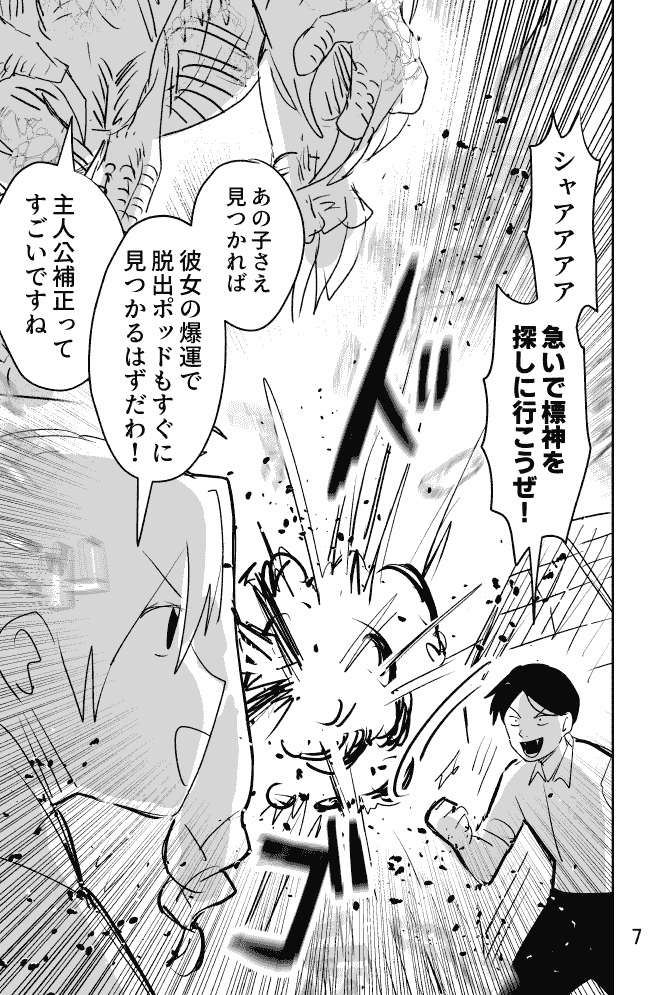 シャアアアア
急いで標神を
探しに行こうぜ！
あの子さえ
見つかれば
彼女の爆運で
脱出ポッドもすぐに
見つかるはずだわ！
主人公補正って
すごいですね
ド
ゴ
7